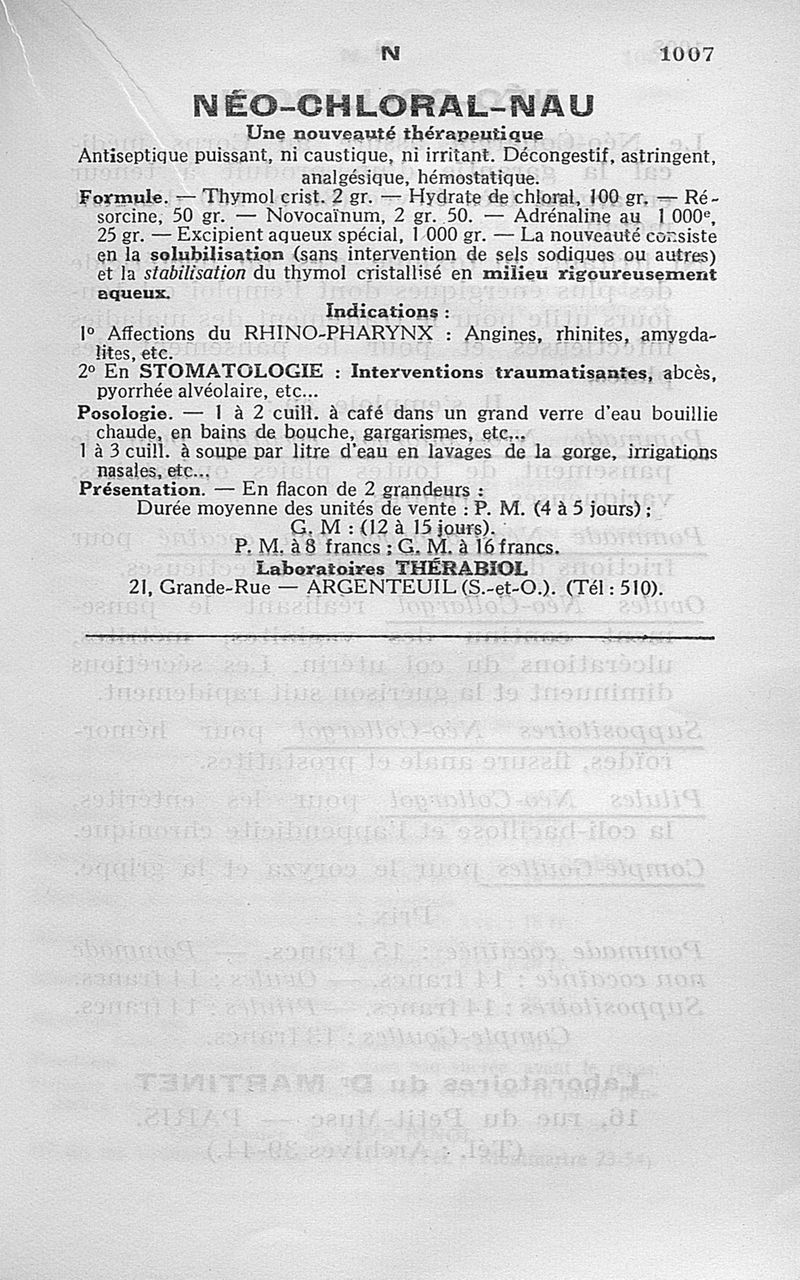 N 1007
NÉO-CHLORAL-NAU
Une nouveauté thérapeutique
Antiseptique puissant, ni caustique, ni irritant. Décongestif, astringent,
analgésique, hémostatique.
Formule. — Thymol crist. 2 gr. — Hydrate de chloral, 100 gr. — Ré-
sorcine, 50 gr. — Novocaïnum, 2 gr. 50. — Adrénaline au 1 000e,
25 gr. — Excipient aqueux spécial, 1 000 gr. — La nouveauté consiste
en la solubilisation (sans intervention de sels sodiques ou autres)
et la stabilisation du thymol cristallisé en milieu rigoureusement
aqueux.
Indications :
1º Affections du RHINO-PHARYNX : Angines, rhinites, amygda-
lites, etc.
2º En STOMATOLOGIE : Interventions traumatisantes, abcès,
pyorrhée alvéolaire, etc...
Posologie. — 1 à 2 cuill. à café dans un grand verre d'eau bouillie
chaude, en bains de bouche, gargarismes, etc...
1 à 3 cuill. à soupe par litre d'eau en lavages de la gorge, irrigations
nasales, etc...
Présentation. — En flacon de 2 grandeurs :
Durée moyenne des unités de vente : P. M. (4 à 5 jours) ;
G. M : (12 à 15 jours).
P. M. à 8 francs ; G. M. à 16 francs.
Laboratoires THÉRABIOL
21, Grande-Rue — ARGENTEUIL (S.-et-O.). (Tél : 510).